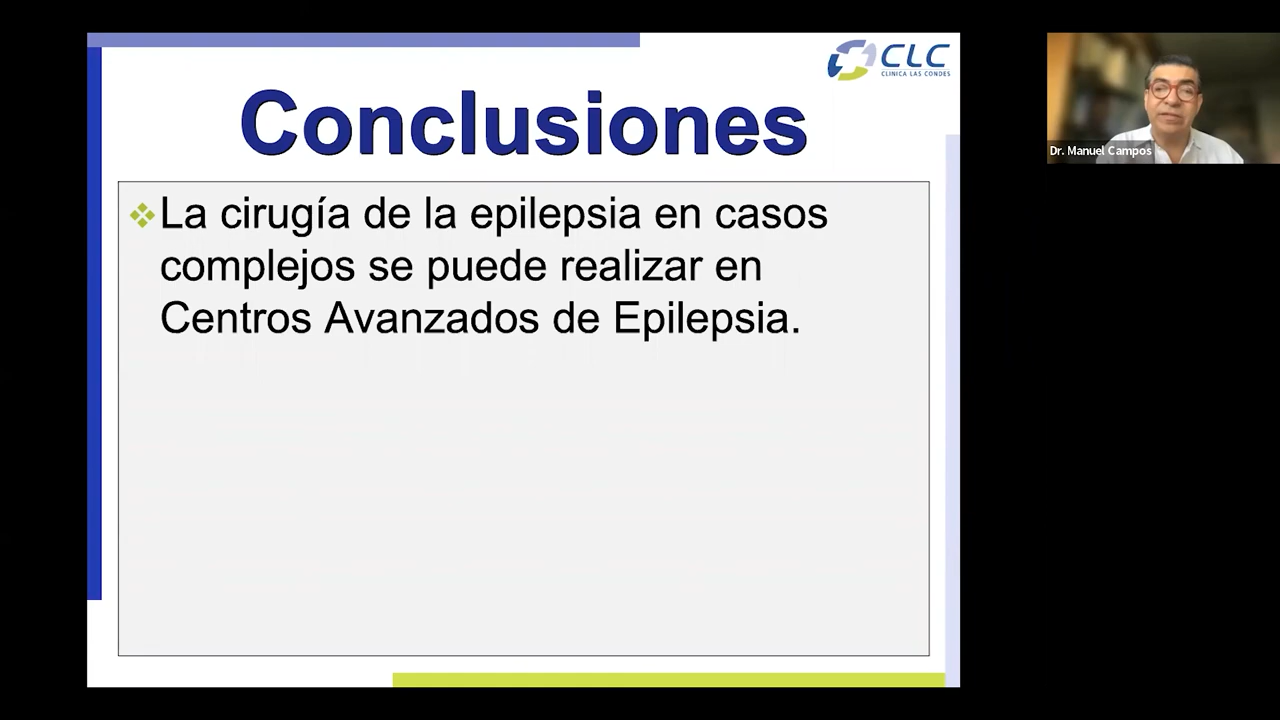 CLC
CLINICA LAS CONDES
Conclusiones
La cirugía de la epilepsia en casos
complejos se puede realizar en
Centros Avanzados de Epilepsia.
Dr. Manuel Campos